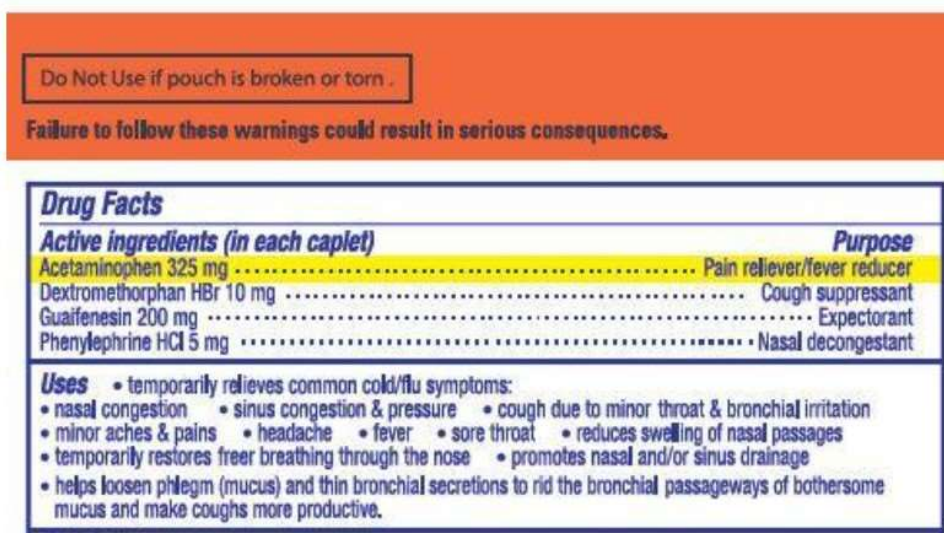 Do Not Use if pouch is broken or torn .
Failure to follow these warnings could result in serious consequences.
Drug Facts
Active ingredients (in each caplet) Purpose
Acetaminophen 325 mg ................................................ Pain reliever/fever reducer
Dextromethorphan HBr 10 mg ................................................ Cough suppressant
Guaifenesin 200 mg ................................................ Expectorant
Phenylephrine HCl 5 mg ................................................ Nasal decongestant
Uses • temporarily relieves common cold/flu symptoms:
• nasal congestion • sinus congestion & pressure • cough due to minor throat & bronchial irritation
• minor aches & pains • headache • fever • sore throat • reduces swelling of nasal passages
• temporarily restores freer breathing through the nose • promotes nasal and/or sinus drainage
• helps loosen phlegm (mucus) and thin bronchial secretions to rid the bronchial passageways of bothersome
mucus and make coughs more productive.